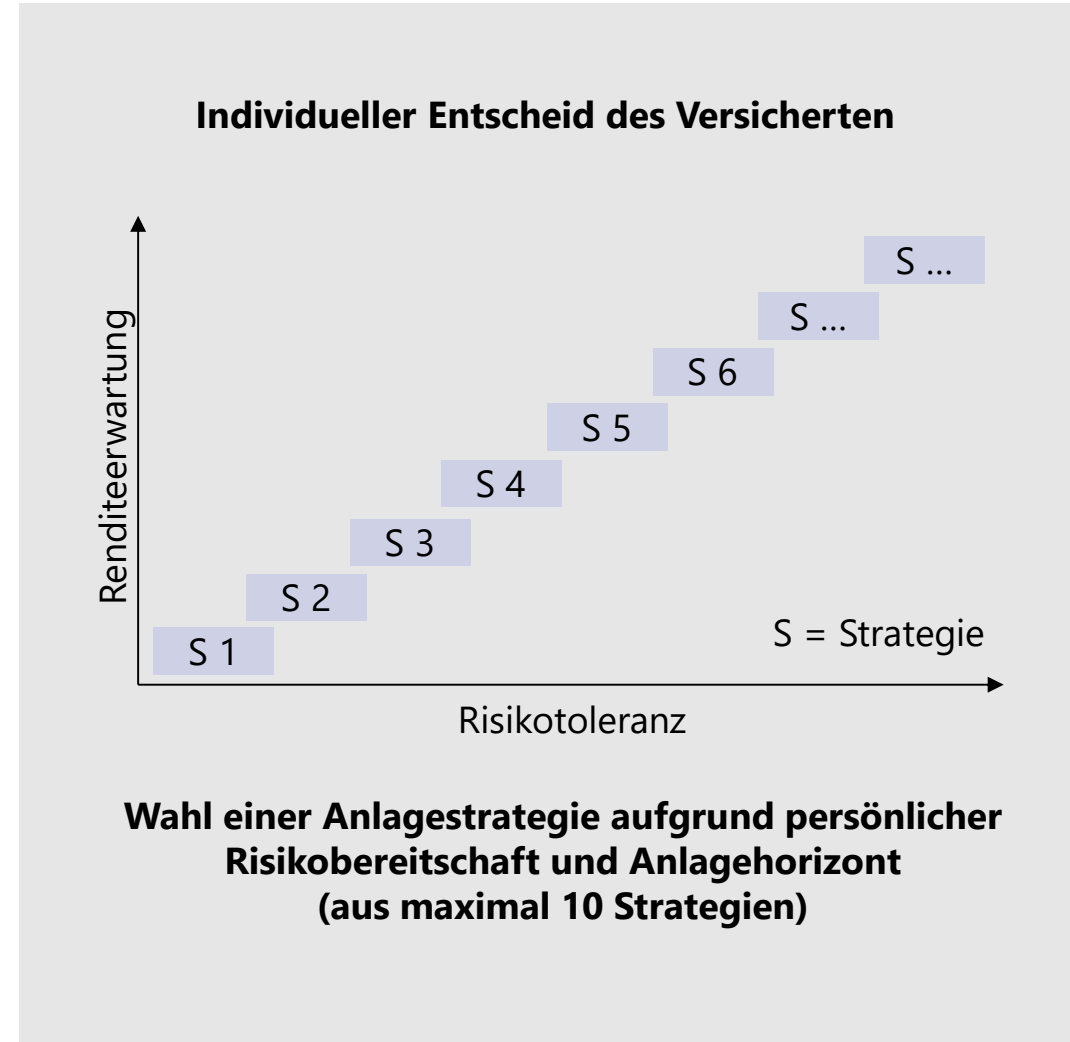 Individueller Entscheid des Versicherten
Renditeerwartung
S ...
S ...
S 6
S 5
S 4
S 3
S 2
S 1
S = Strategie
Risikotoleranz
Wahl einer Anlagestrategie aufgrund persönlicher
Risikobereitschaft und Anlagehorizont
(aus maximal 10 Strategien)